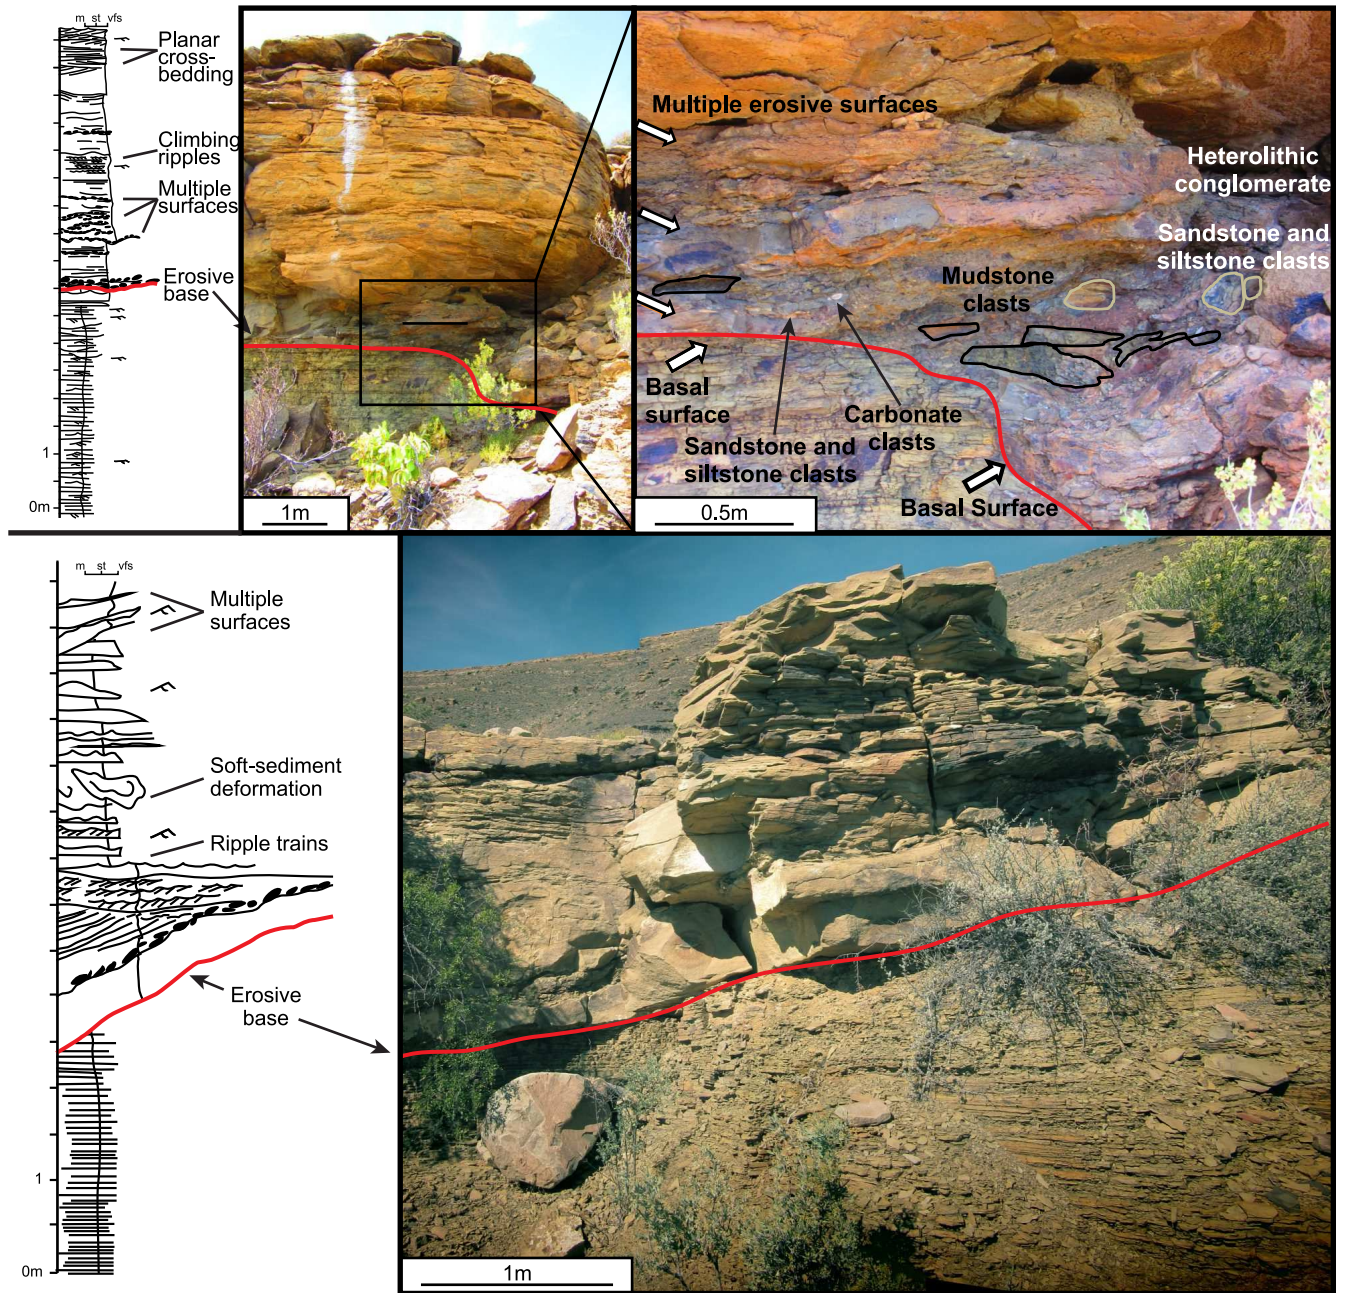 m st vfs
Planar
cross-
bedding
Climbing
ripples
Multiple
surfaces
Erosive
base
1
0m
1m
Multiple erosive surfaces
Heterolithic
conglomerate
Sandstone and
siltstone clasts
Mudstone
clasts
Basal
surface
Carbonate
clasts
Sandstone and
siltstone clasts
Basal Surface
0.5m
m st vfs
Multiple
surfaces
Soft-sediment
deformation
Ripple trains
Erosive
base
1
0m
1m